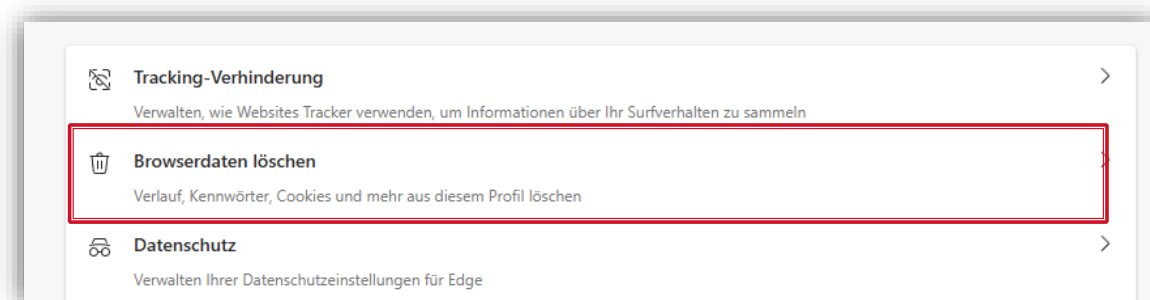 Tracking-Verhinderung
Verwalten, wie Websites Tracker verwenden, um Informationen über Ihr Surfverhalten zu sammeln
Browserdaten löschen
Verlauf, Kennwörter, Cookies und mehr aus diesem Profil löschen
Datenschutz
Verwalten Ihrer Datenschutzeinstellungen für Edge